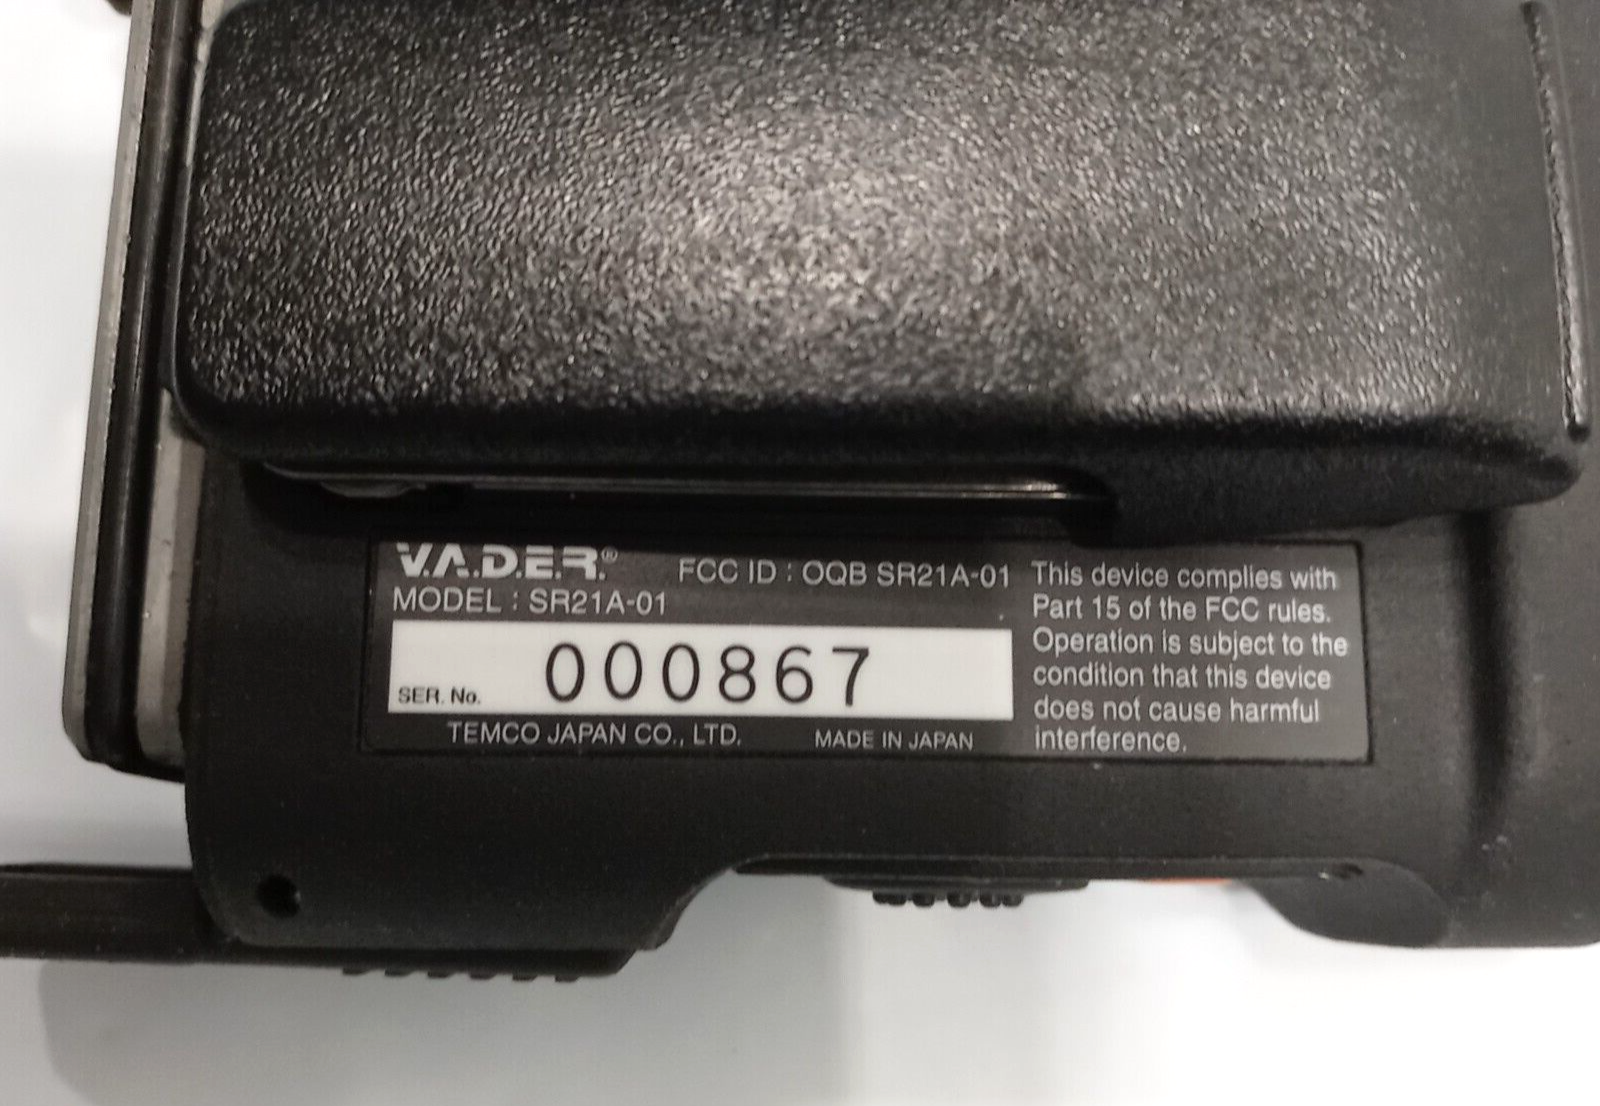 V.A.D.E.R.® FCC ID : OQB SR21A-01
MODEL : SR21A-01
SER. No. 000867
TEMCO JAPAN CO., LTD. MADE IN JAPAN
This device complies with
Part 15 of the FCC rules.
Operation is subject to the
condition that this device
does not cause harmful
interference.